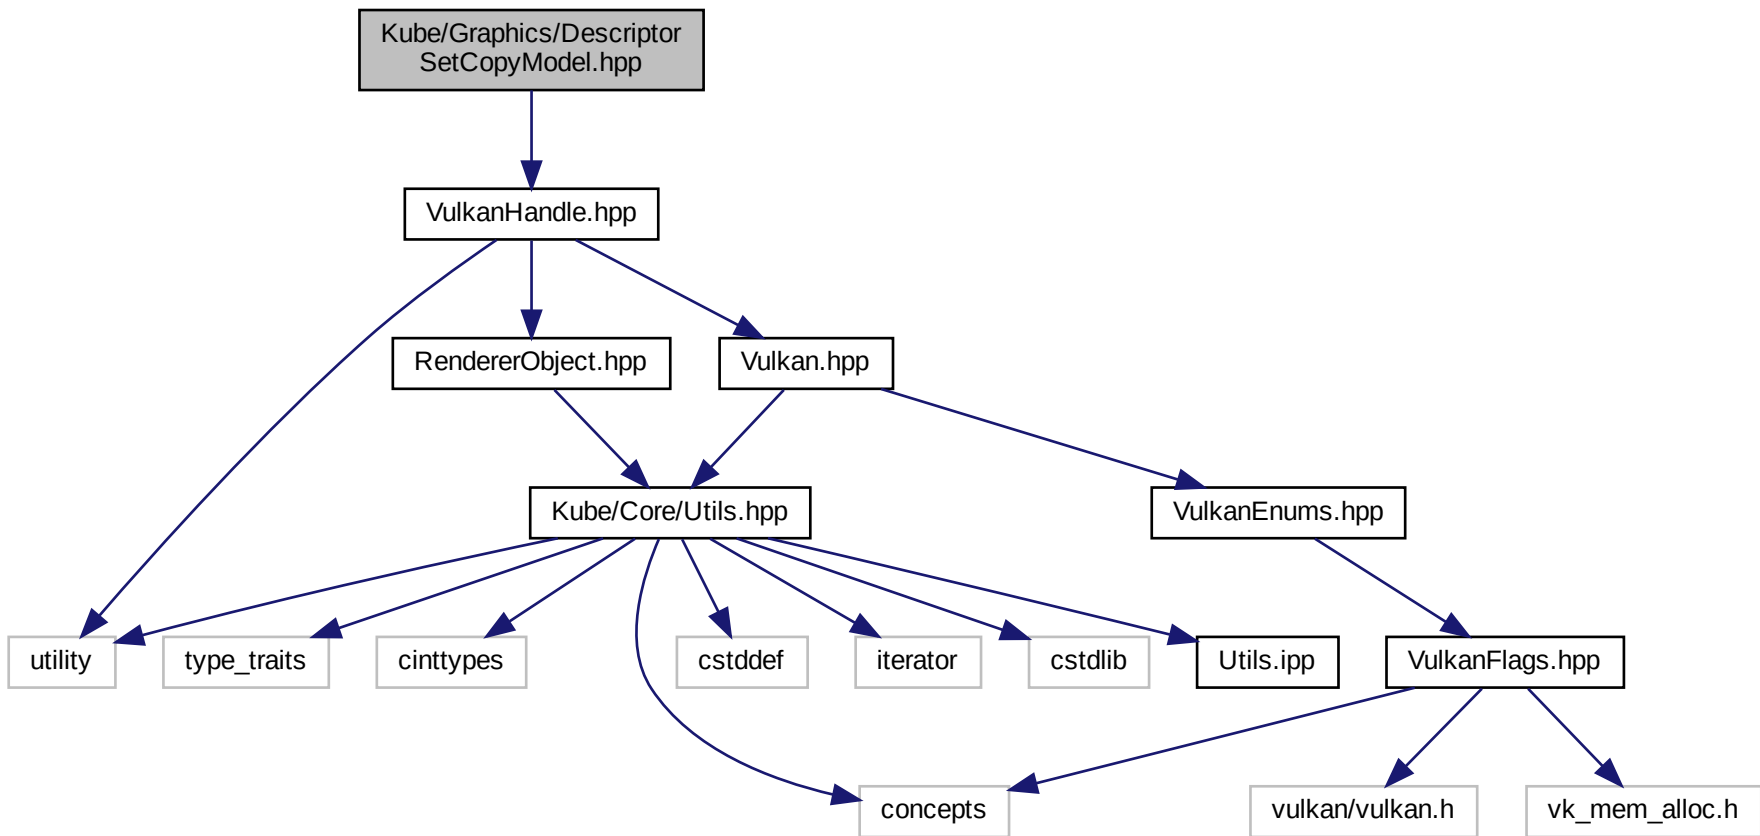 Kube/Graphics/Descriptor
SetCopyModel.hpp
VulkanHandle.hpp
RendererObject.hpp
Vulkan.hpp
Kube/Core/Utils.hpp
VulkanEnums.hpp
utility
type_traits
cinttypes
cstddef
iterator
cstdlib
Utils.ipp
VulkanFlags.hpp
concepts
vulkan/vulkan.h
vk_mem_alloc.h